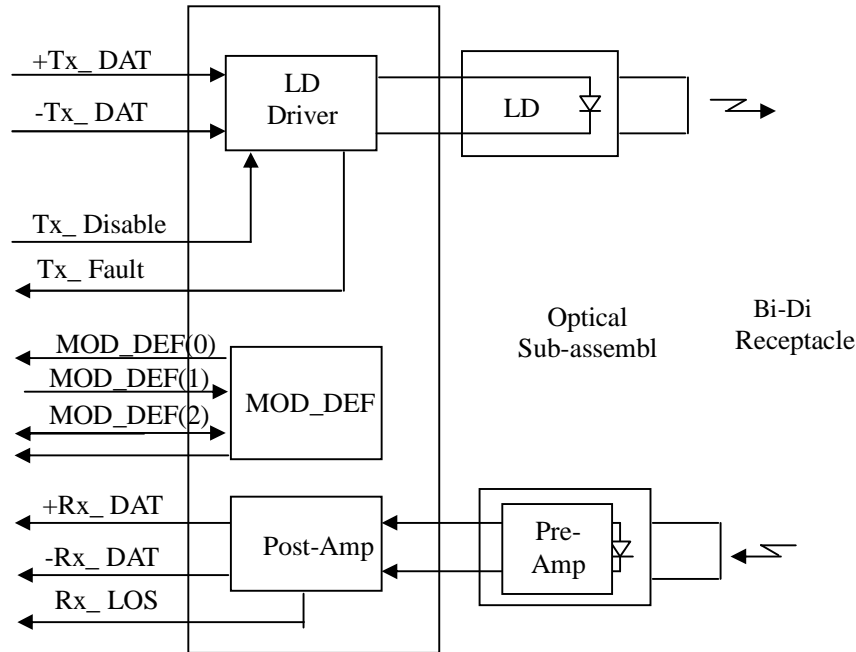 +Tx_ DAT
-Tx_ DAT
LD
Driver
LD
Tx_ Disable
Tx_ Fault
Optical
Sub-assembl
Bi-Di
Receptacle
MOD_DEF(0)
MOD_DEF(1)
MOD_DEF(2)
MOD_DEF
+Rx_ DAT
-Rx_ DAT
Rx_ LOS
Post-Amp
Pre-
Amp